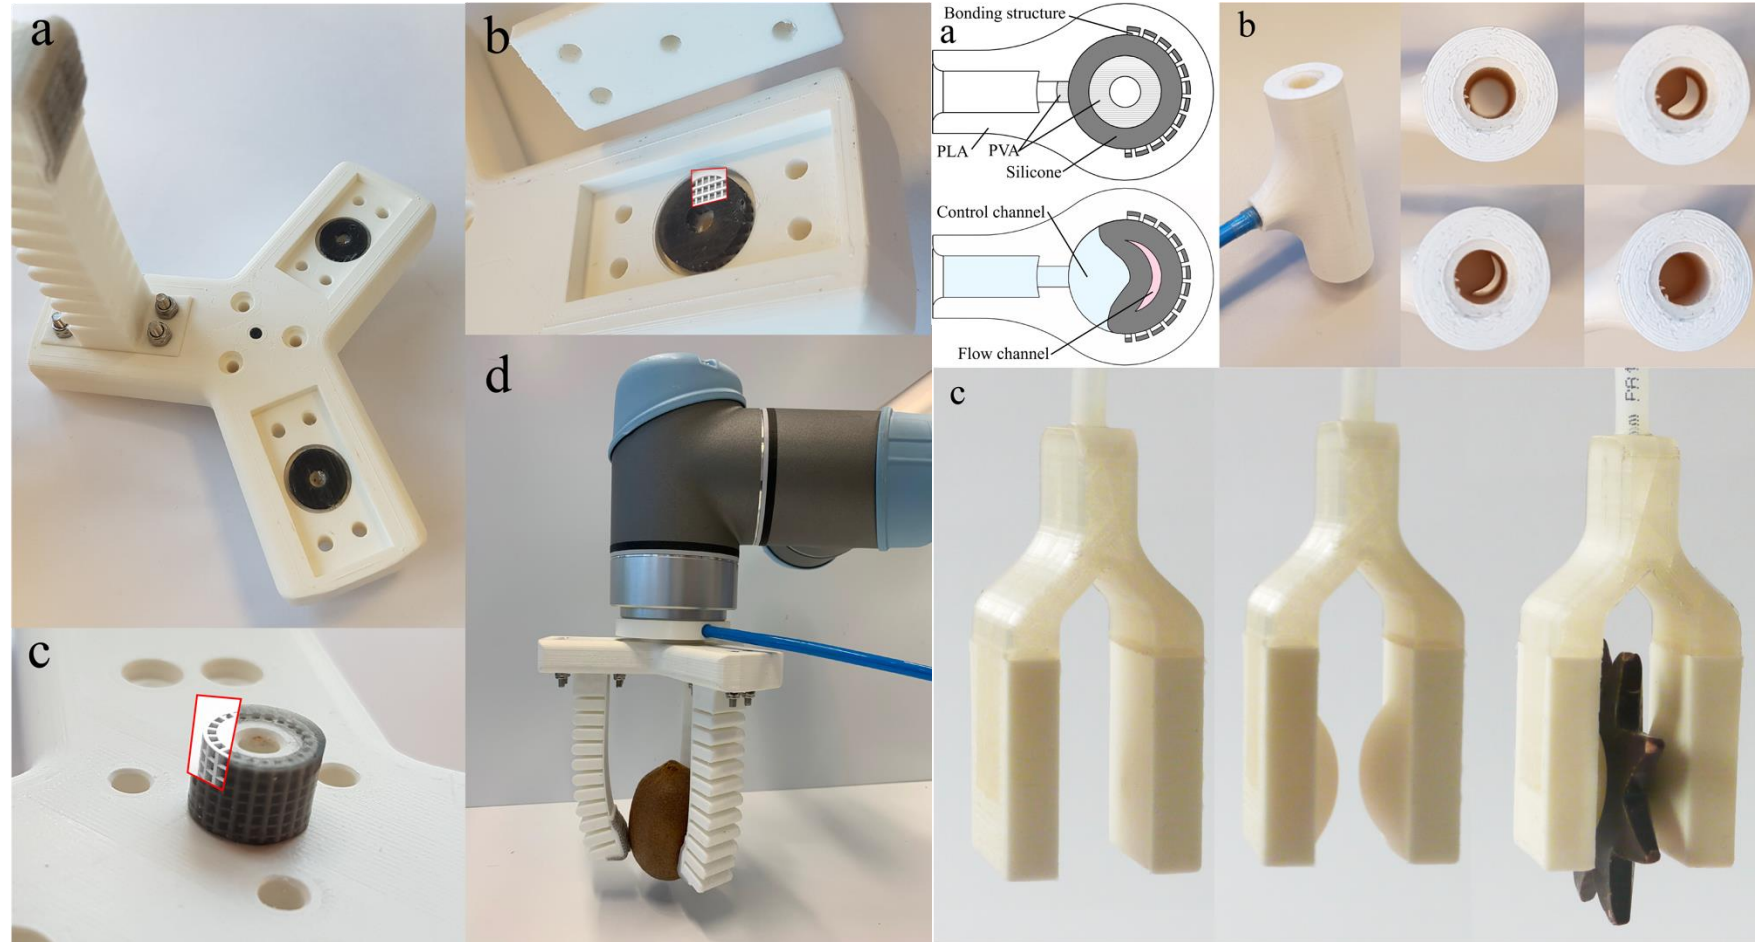 a
b
c
d
a
Bonding structure
PLA
PVA
Silicone
Control channel
Flow channel
b
c